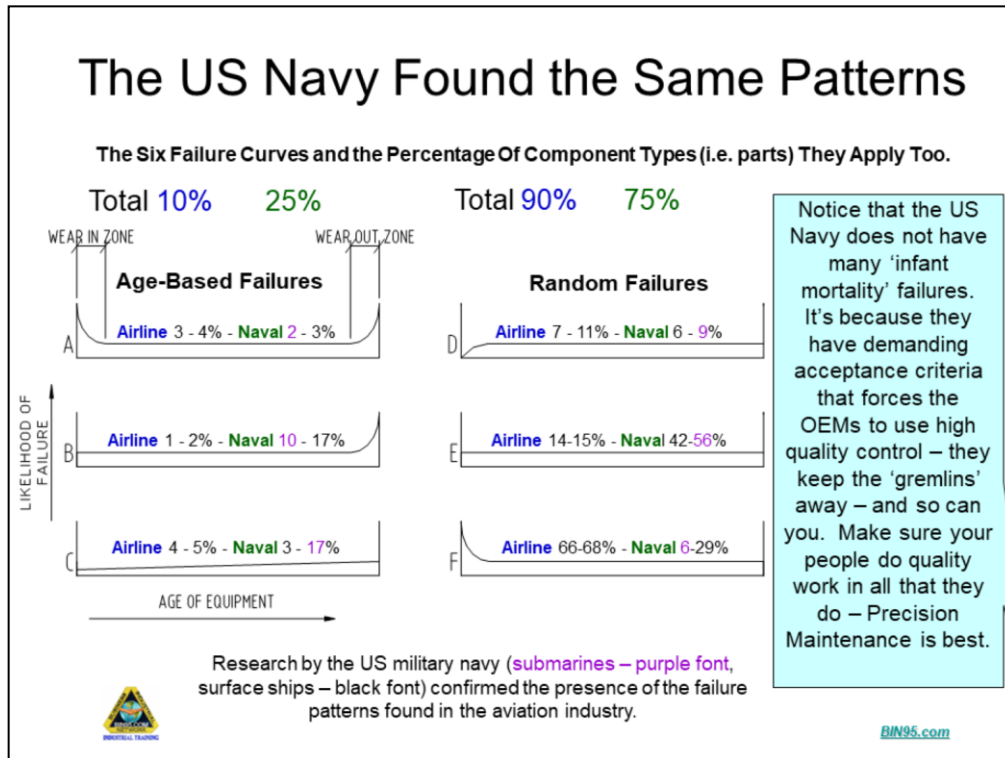 The US Navy Found the Same Patterns
The Six Failure Curves and the Percentage Of Component Types (i.e. parts) They Apply Too.
Total 10% 25%
Total 90% 75%
WEAR IN ZONE
WEAR OUT ZONE
Age-Based Failures
Random Failures
A
Airline 3 - 4% - Naval 2 - 3%
D
Airline 7 - 11% - Naval 6 - 9%
LIKELIHOOD OF
FAILURE
B
Airline 1 - 2% - Naval 10 - 17%
E
Airline 14-15% - Naval 42-56%
C
Airline 4 - 5% - Naval 3 - 17%
F
Airline 66-68% - Naval 6-29%
AGE OF EQUIPMENT
Notice that the US
Navy does not have
many ‘infant
mortality’ failures.
It’s because they
have demanding
acceptance criteria
that forces the
OEMs to use high
quality control – they
keep the ‘gremlins’
away – and so can
you. Make sure your
people do quality
work in all that they
do – Precision
Maintenance is best.
Research by the US military navy (submarines – purple font,
surface ships – black font) confirmed the presence of the failure
patterns found in the aviation industry.
BIN95.COM
NETWORK
INDUSTRIAL TRAINING
BIN95.com